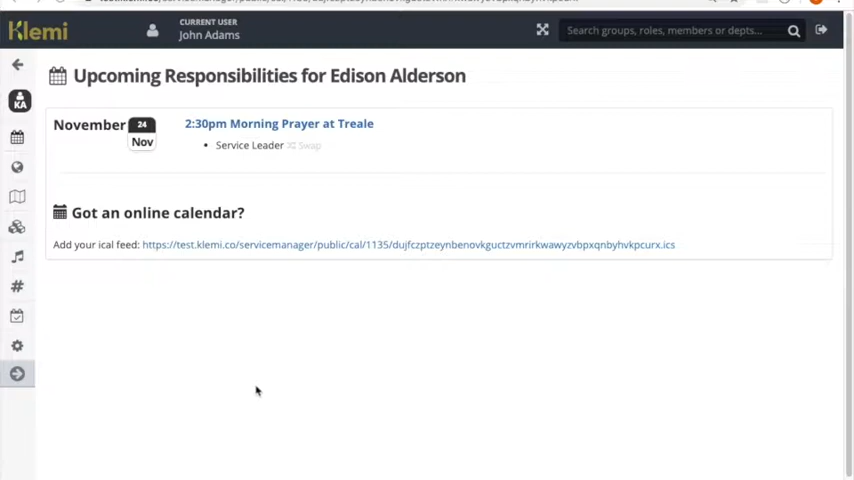 Klemi
CURRENT USER
John Adams
Search groups, roles, members or depts...
KA
Upcoming Responsibilities for Edison Alderson
November
24
Nov
2:30pm Morning Prayer at Treale
• Service Leader Swap
Got an online calendar?
Add your ical feed: https://test.klemi.co/servicemanager/public/cal/1135/dujfczptzeynbenovkguctzvmrirkwawyzvbpxqnbyhvkpcurx.ics